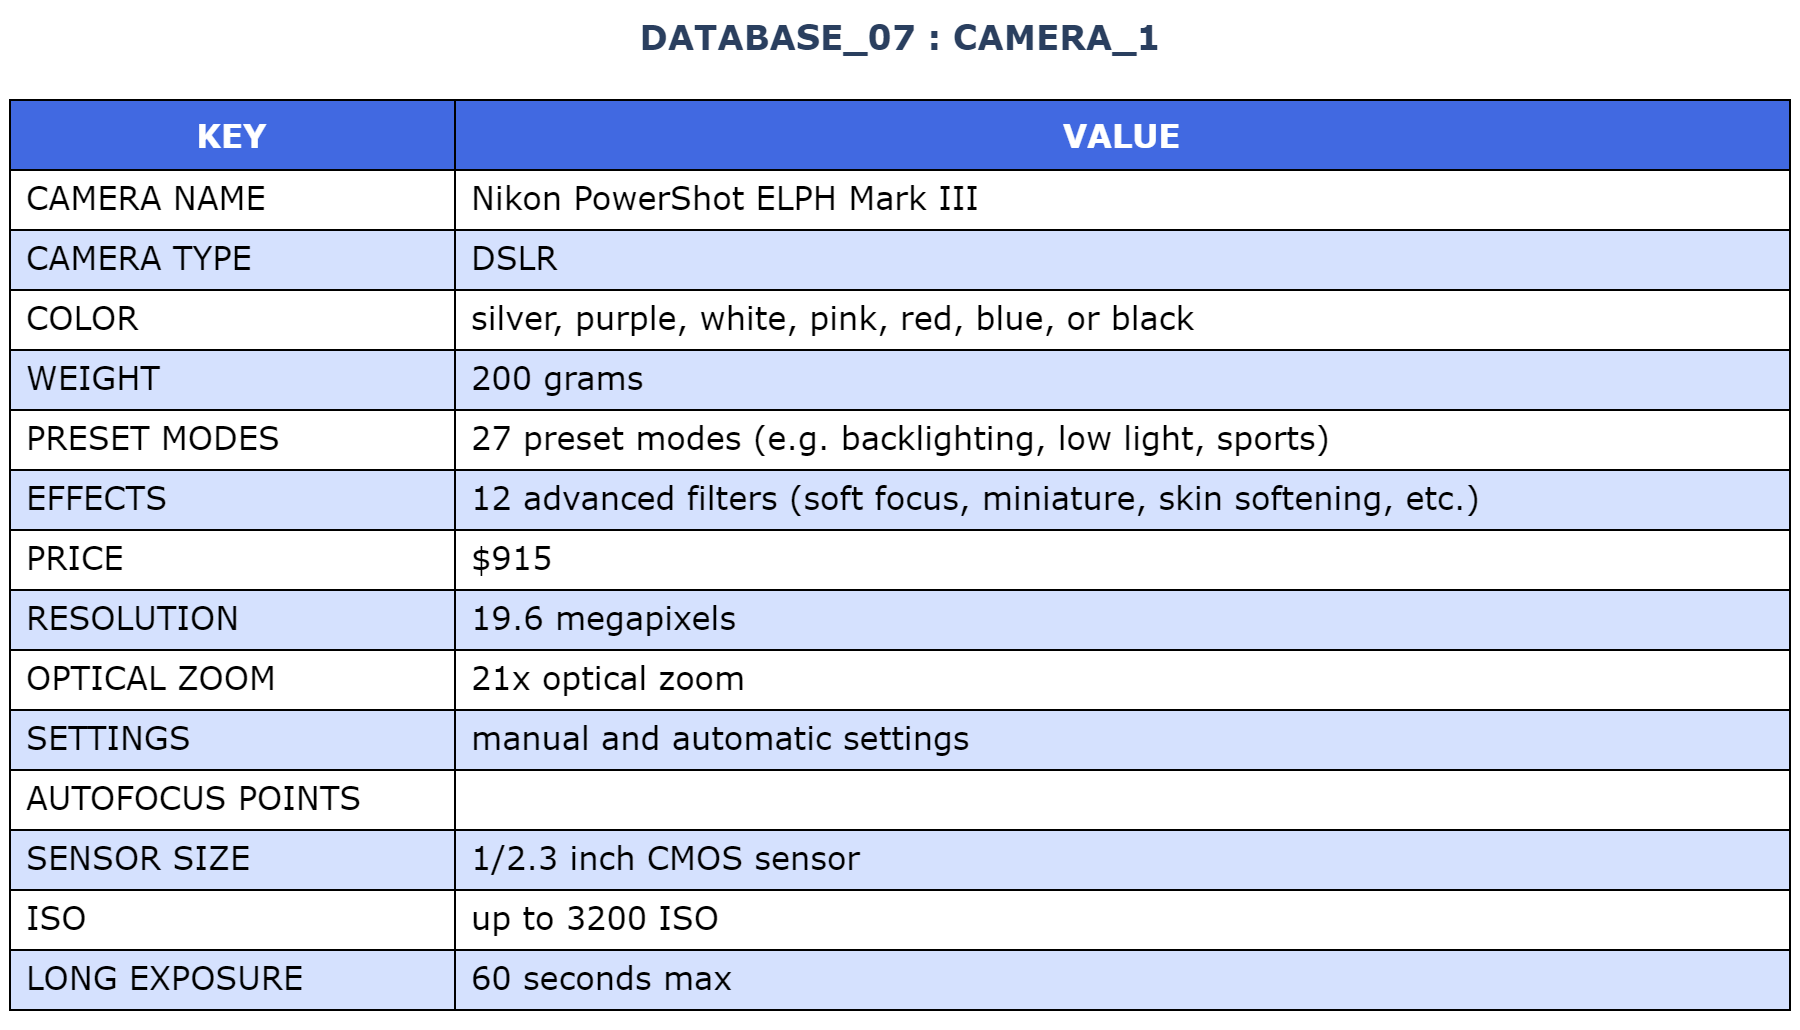 DATABASE_07 : CAMERA_1
KEY VALUE
CAMERA NAME Nikon PowerShot ELPH Mark III
CAMERA TYPE DSLR
COLOR silver, purple, white, pink, red, blue, or black
WEIGHT 200 grams
PRESET MODES 27 preset modes (e.g. backlighting, low light, sports)
EFFECTS 12 advanced filters (soft focus, miniature, skin softening, etc.)
PRICE $915
RESOLUTION 19.6 megapixels
OPTICAL ZOOM 21x optical zoom
SETTINGS manual and automatic settings
AUTOFOCUS POINTS
SENSOR SIZE 1/2.3 inch CMOS sensor
ISO up to 3200 ISO
LONG EXPOSURE 60 seconds max